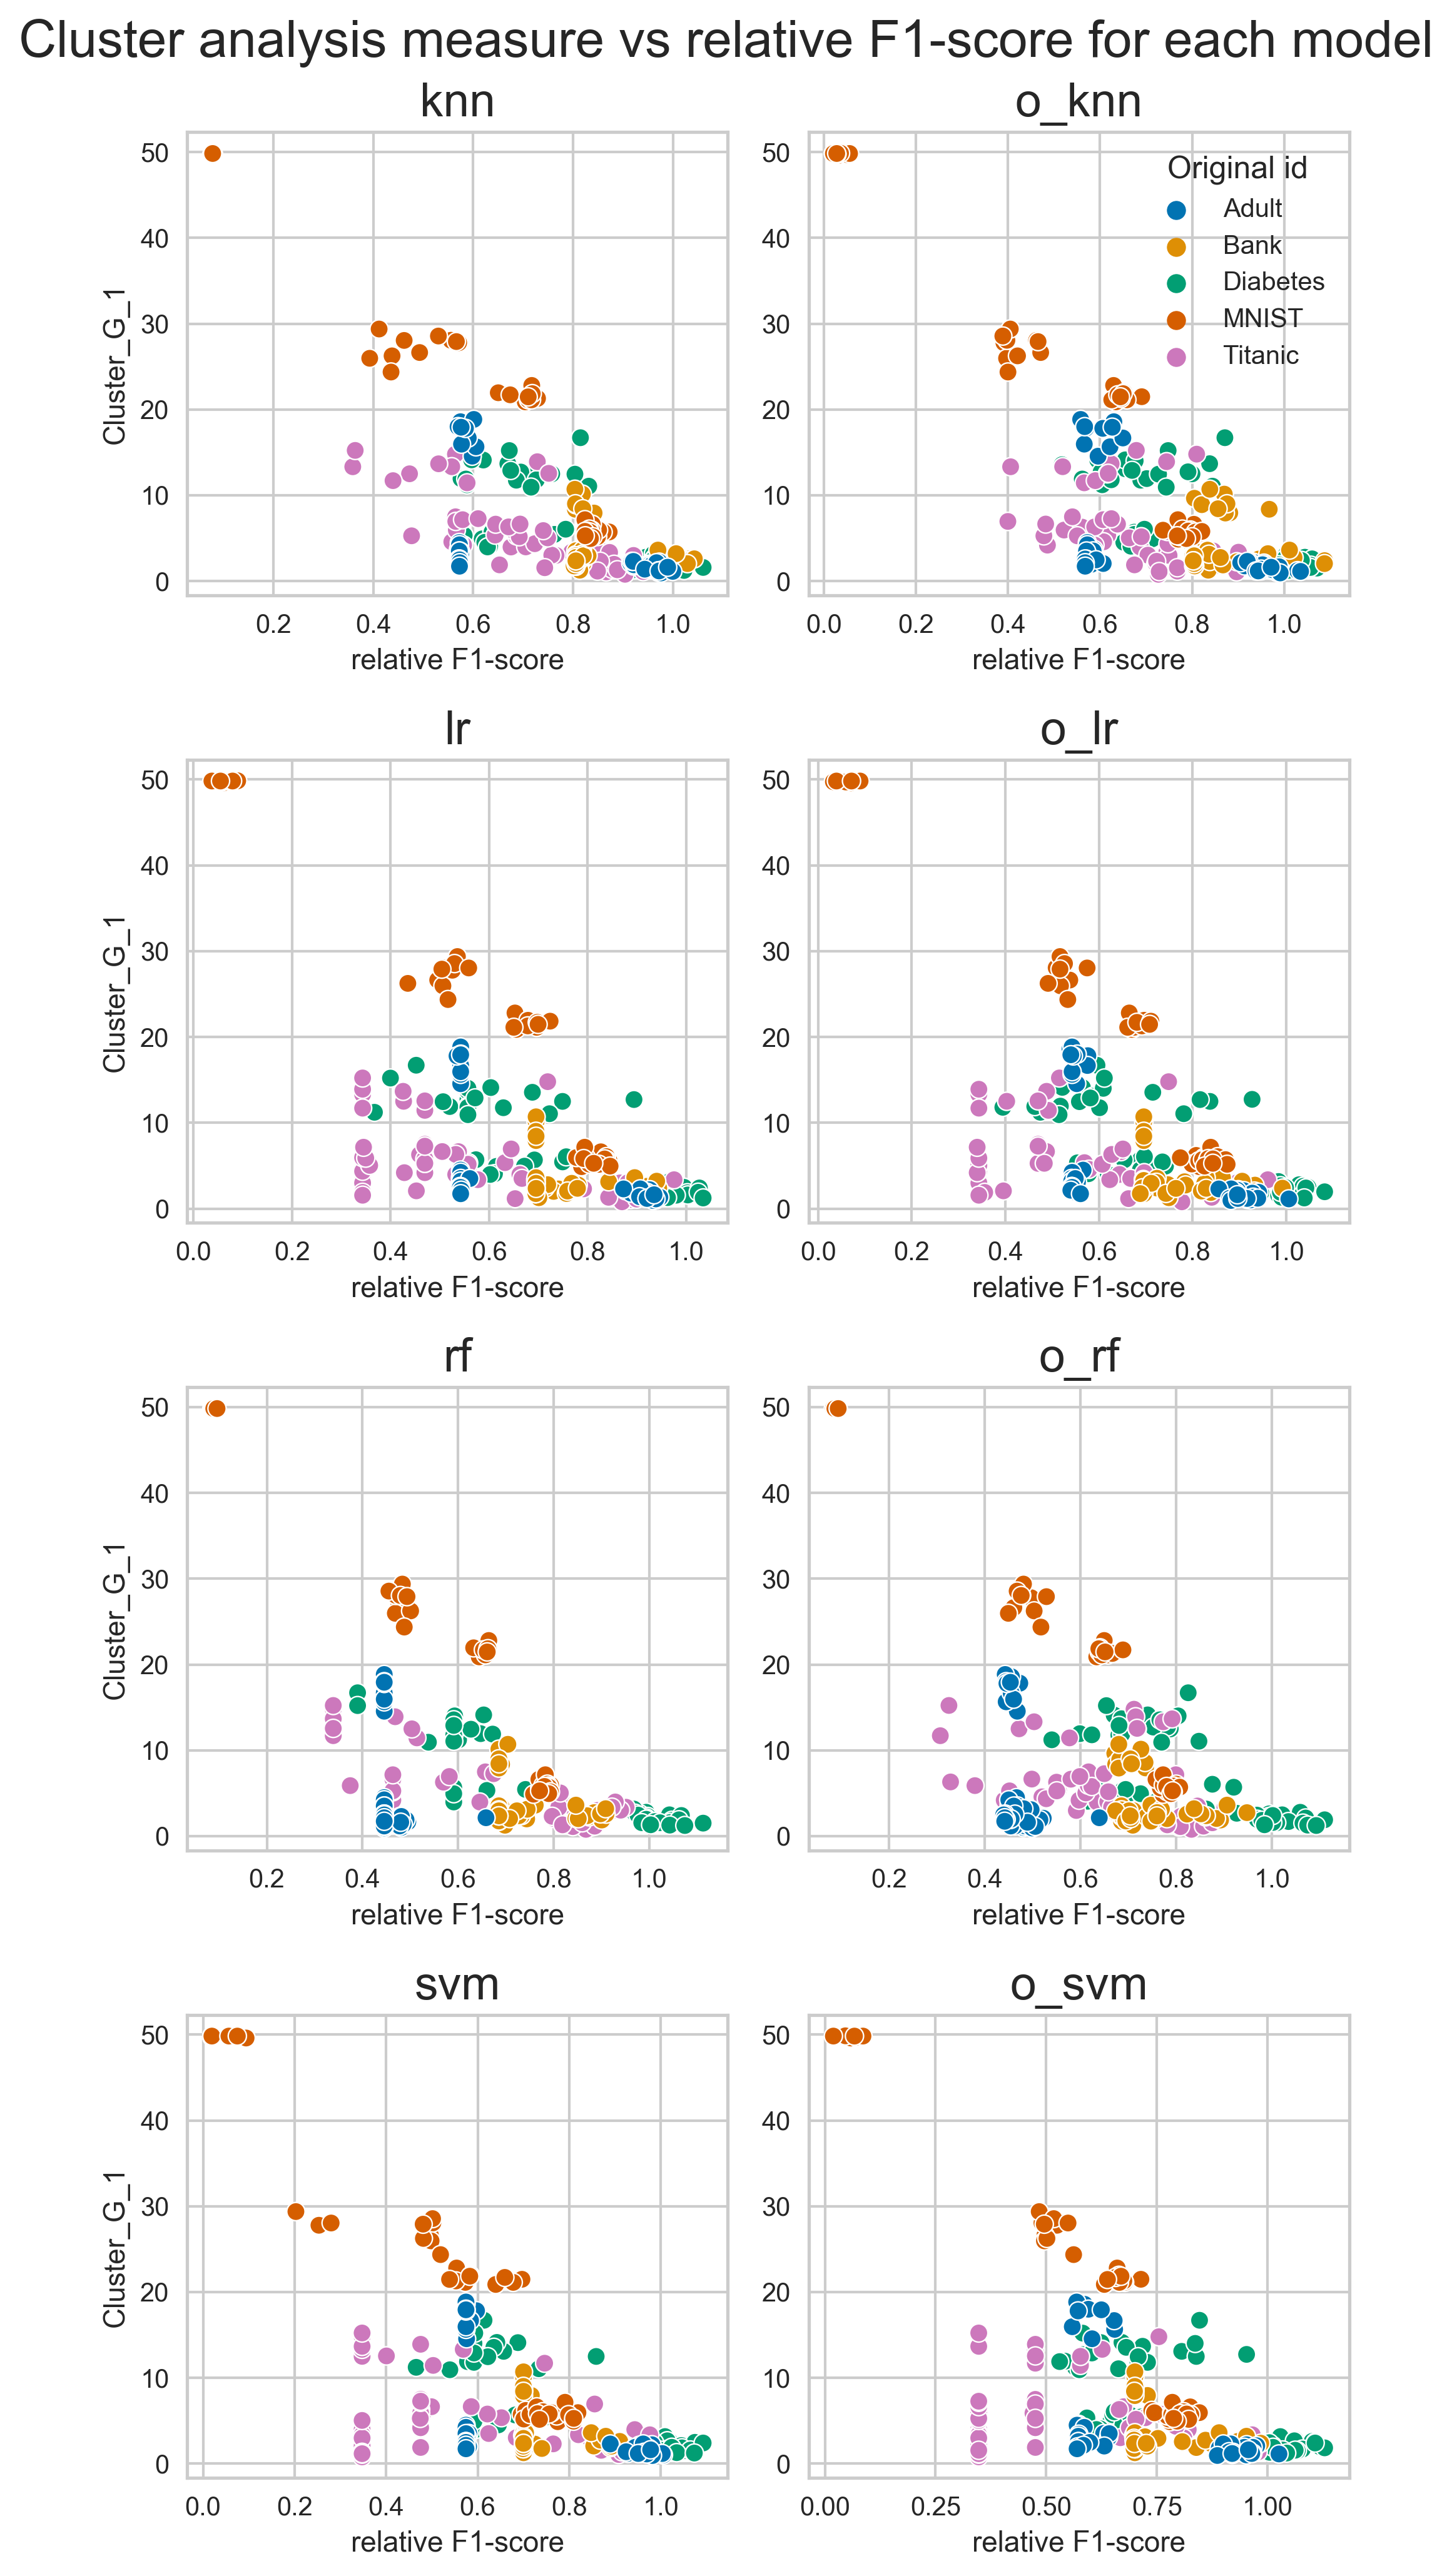 Cluster analysis measure vs relative F1-score for each model
knn
50
40
30
20
10
0
Cluster_G_1
0.2 0.4 0.6 0.8 1.0
relative F1-score
o_knn
Original id
Adult
Bank
Diabetes
MNIST
Titanic
50
40
30
20
10
0
0.0 0.2 0.4 0.6 0.8 1.0
relative F1-score
lr
50
40
30
20
10
0
Cluster_G_1
0.0 0.2 0.4 0.6 0.8 1.0
relative F1-score
o_lr
50
40
30
20
10
0
0.0 0.2 0.4 0.6 0.8 1.0
relative F1-score
rf
50
40
30
20
10
0
Cluster_G_1
0.2 0.4 0.6 0.8 1.0
relative F1-score
o_rf
50
40
30
20
10
0
0.2 0.4 0.6 0.8 1.0
relative F1-score
svm
50
40
30
20
10
0
Cluster_G_1
0.0 0.2 0.4 0.6 0.8 1.0
relative F1-score
o_svm
50
40
30
20
10
0
0.00 0.25 0.50 0.75 1.00
relative F1-score